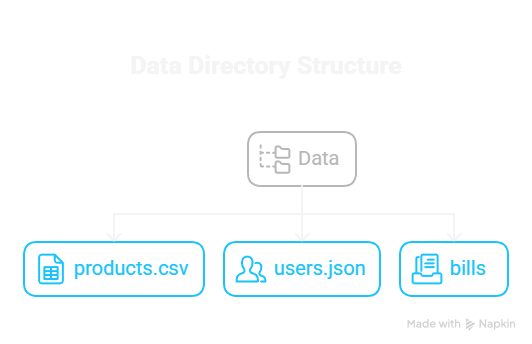 Data Directory Structure
Data
products.csv
users.json
bills
Made with Napkin